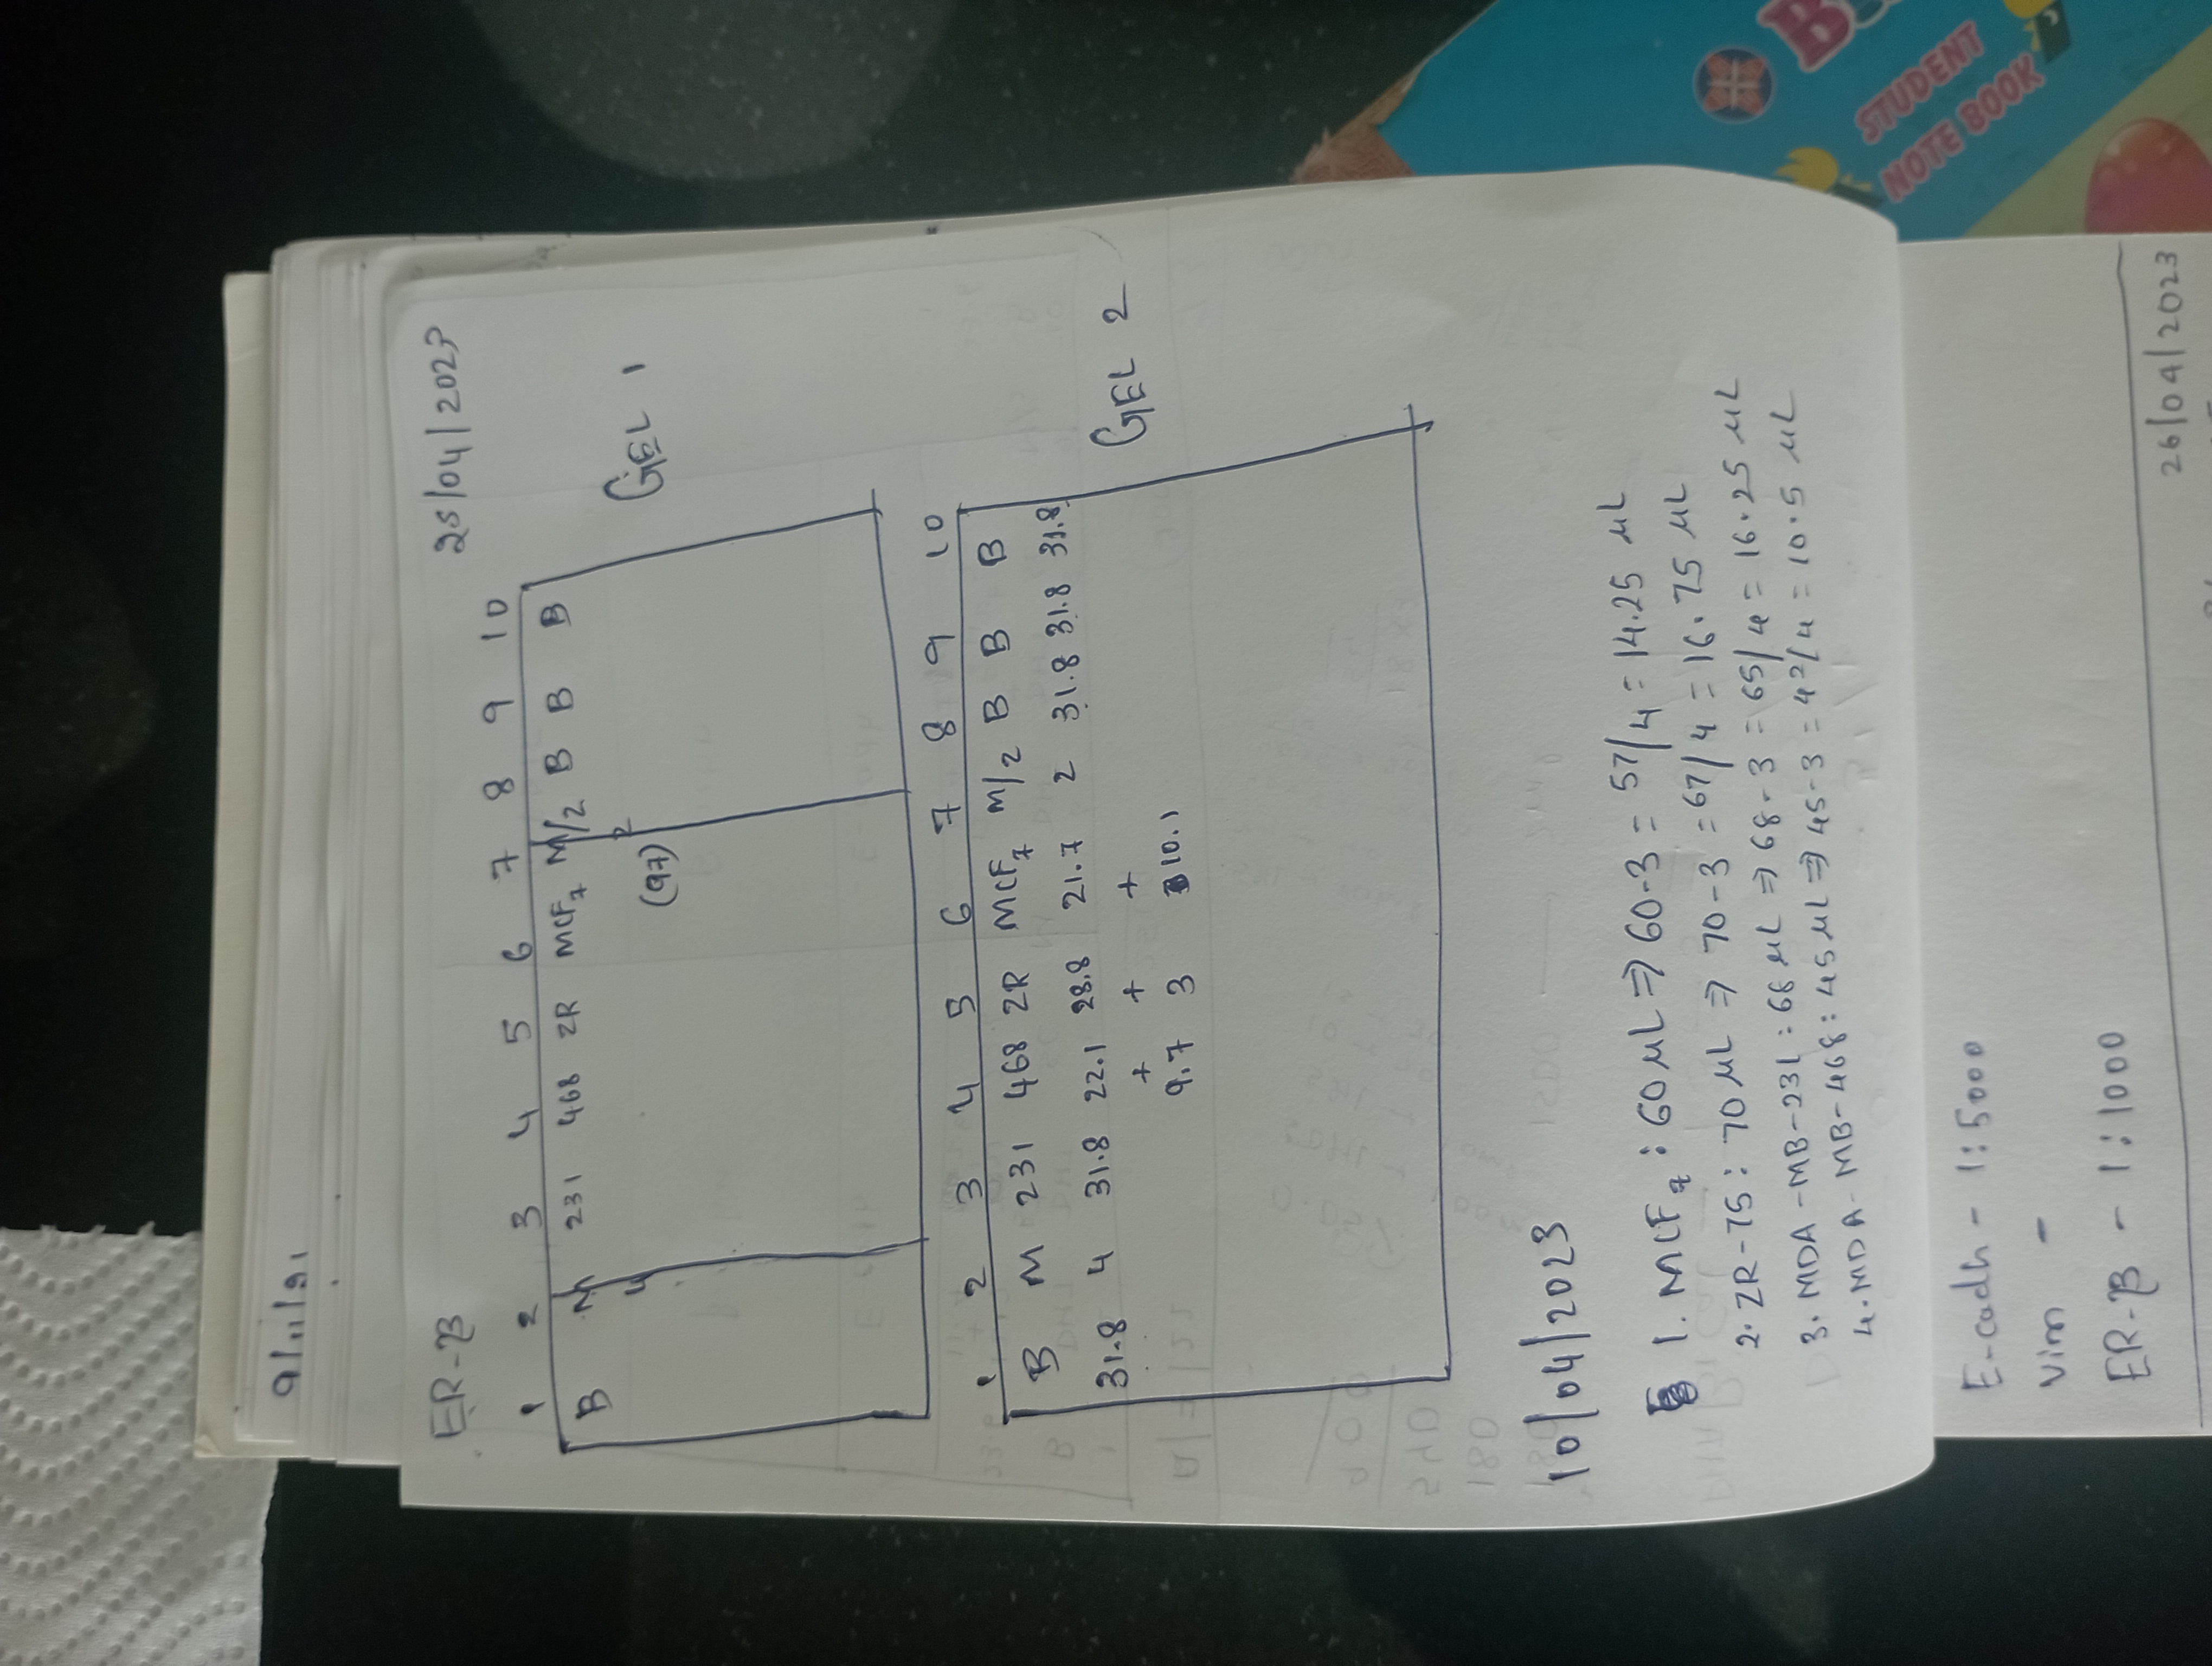 9/11/21
ER-β 25/04/2023
1 2 3 4 5 6 7 8 9 10
B M 231 468 ZR MCF7 M/2 B B B
4 2
(97)
GEL 1
1 2 3 4 5 6 7 8 9 10
B M 231 468 ZR MCF7 M/2 B B B
31.8 4 31.8 22.1 28.8 21.7 2 31.8 31.8 31.8
+ + +
9.7 3 10.1
GEL 2
10/04/2023
1. MCF7 : 60 μL ⇒ 60-3 = 57/4 = 14.25 μL
2. ZR-75 : 70 μL ⇒ 70-3 = 67/4 = 16.75 μL
3. MDA-MB-231 : 68 μL ⇒ 68-3 = 65/4 = 16.25 μL
4. MDA-MB-468 : 45 μL ⇒ 45-3 = 42/4 = 10.5 μL
E-cadh - 1:5000
Vim -
ER-β - 1:1000
26/04/2023
STUDENT
NOTE BOOK